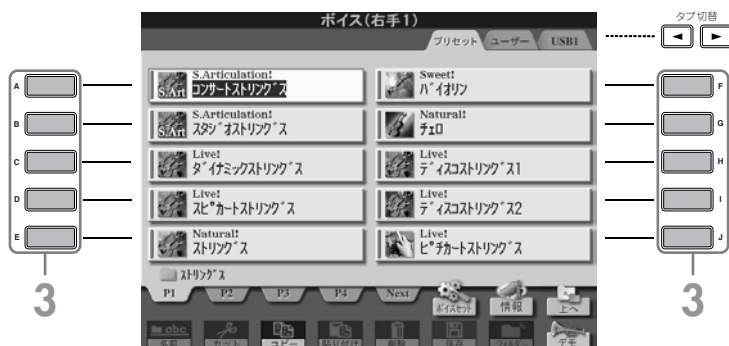 ボイス(右手1)
タブ切替
プリセット ユーザー USB1
A
S.Articulation!
S.Art コンサートストリングス
Sweet!
バイオリン
F
B
S.Articulation!
S.Art スタジオストリングス
Natural!
チェロ
G
C
Live!
ダイナミックストリングス
Live!
ディスコストリングス1
H
D
Live!
スピカートストリングス
Live!
ディスコストリングス2
I
E
Natural!
ストリングス
Live!
ピチカートストリングス
J
ストリングス
3
3
P1 P2 P3 P4 Next
ボイスセット 情報 上へ
abc
名前 カット コピー 貼り付け 削除 保存 フォルダー デモ